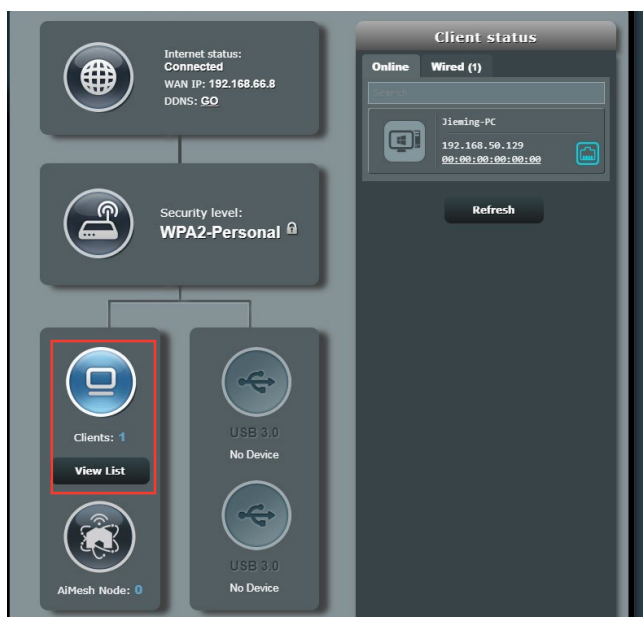 Internet status:
Connected
WAN IP: 192.168.66.8
DDNS: GO
Security level:
WPA2-Personal
Clients: 1
View List
AiMesh Node: 0
USB 3.0
No Device
USB 3.0
No Device
Client status
Online Wired (1)
Search
Jieming-PC
192.168.50.129
00:00:00:00:00:00
Refresh